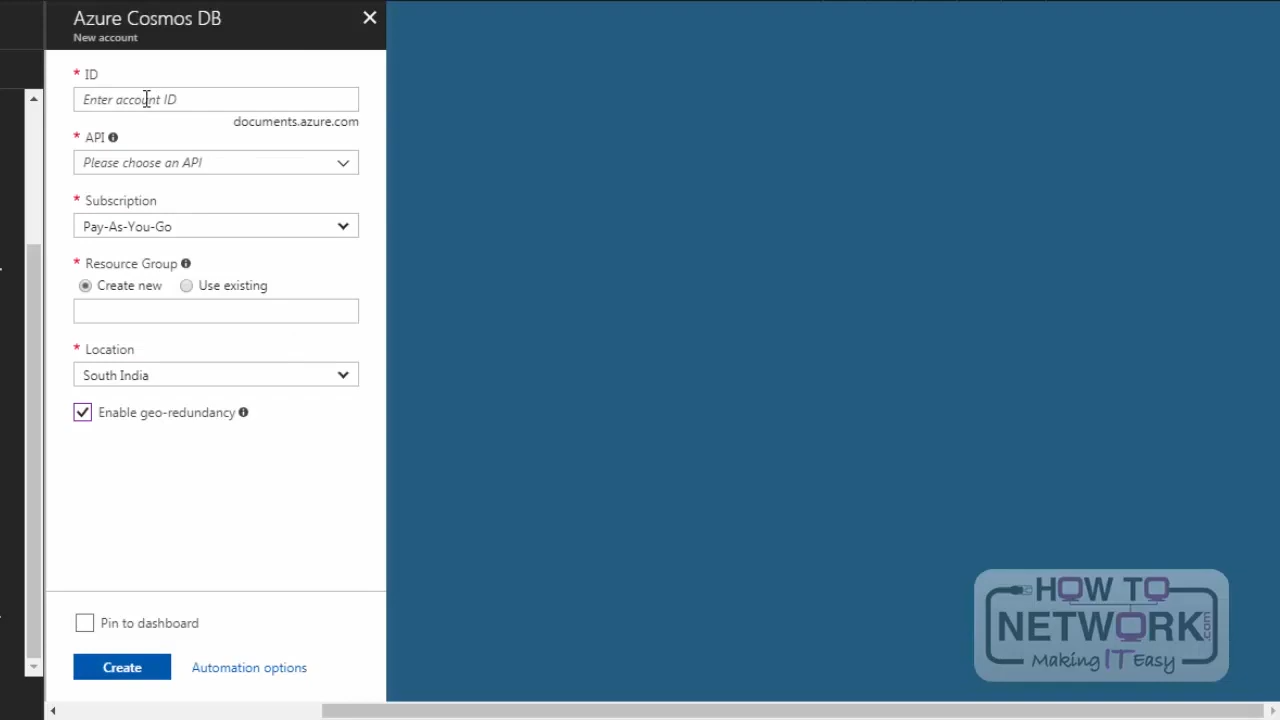 Azure Cosmos DB
New account
* ID
Enter account ID
documents.azure.com
* API
Please choose an API
* Subscription
Pay-As-You-Go
* Resource Group
Create new Use existing
* Location
South India
Enable geo-redundancy
Pin to dashboard
Create Automation options
HOW TO
NETWORK.com
Making IT Easy